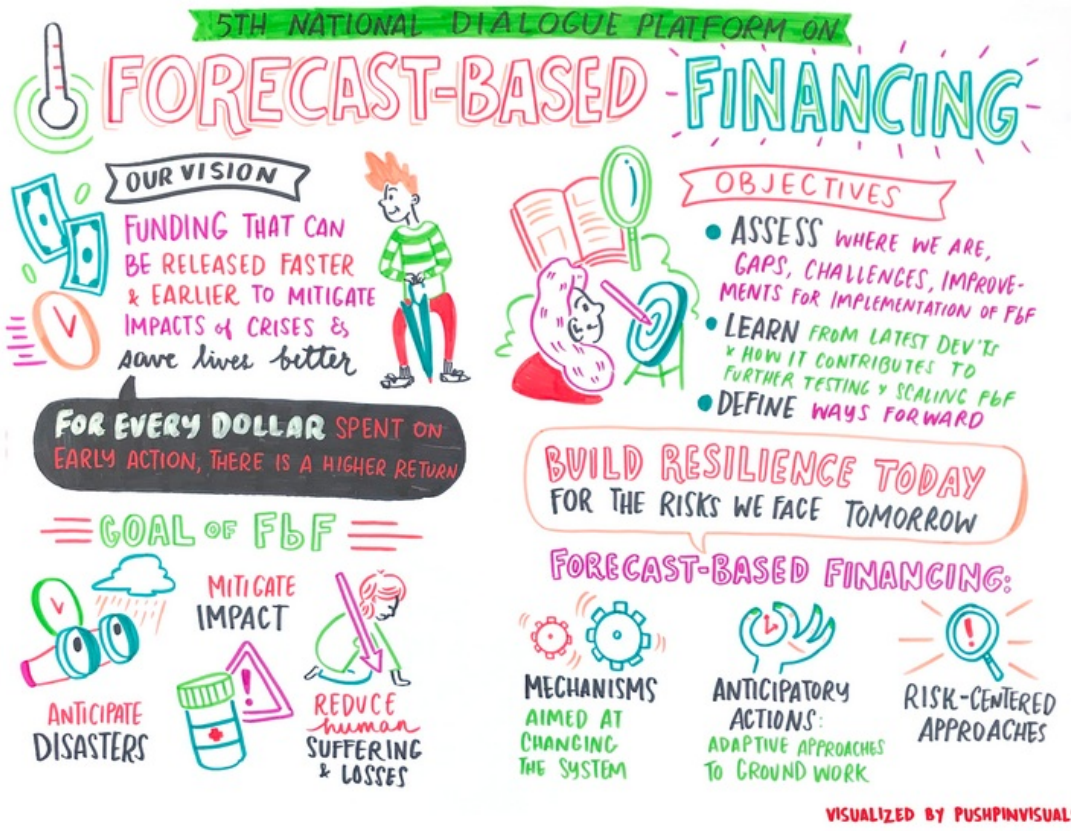 5TH NATIONAL DIALOGUE PLATFORM ON
FORECAST-BASED FINANCING
OUR VISION
FUNDING THAT CAN
BE RELEASED FASTER
& EARLIER TO MITIGATE
IMPACTS of CRISES &
save lives better
FOR EVERY DOLLAR SPENT ON
EARLY ACTION, THERE IS A HIGHER RETURN
GOAL OF FbF
ANTICIPATE
DISASTERS
MITIGATE
IMPACT
REDUCE
human
SUFFERING
& LOSSES
OBJECTIVES
• ASSESS WHERE WE ARE,
GAPS, CHALLENGES, IMPROVE-
MENTS FOR IMPLEMENTATION OF FbF
• LEARN FROM LATEST DEV'TS
& HOW IT CONTRIBUTES TO
FURTHER TESTING & SCALING FbF
• DEFINE WAYS FORWARD
BUILD RESILIENCE TODAY
FOR THE RISKS WE FACE TOMORROW
FORECAST-BASED FINANCING:
MECHANISMS
AIMED AT
CHANGING
THE SYSTEM
ANTICIPATORY
ACTIONS:
ADAPTIVE APPROACHES
TO GROUND WORK
RISK-CENTERED
APPROACHES
VISUALIZED BY PUSHPINVISUAL